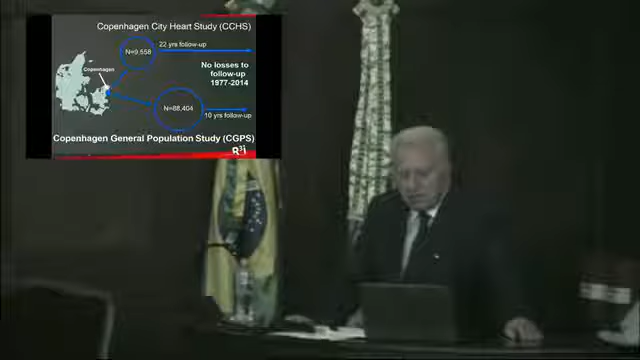 Copenhagen City Heart Study (CCHS)
22 yrs follow-up
N=9.558
Copenhagen
No losses to
follow-up
1977-2014
N=88,404
10 yrs follow-up
Copenhagen General Population Study (CGPS)